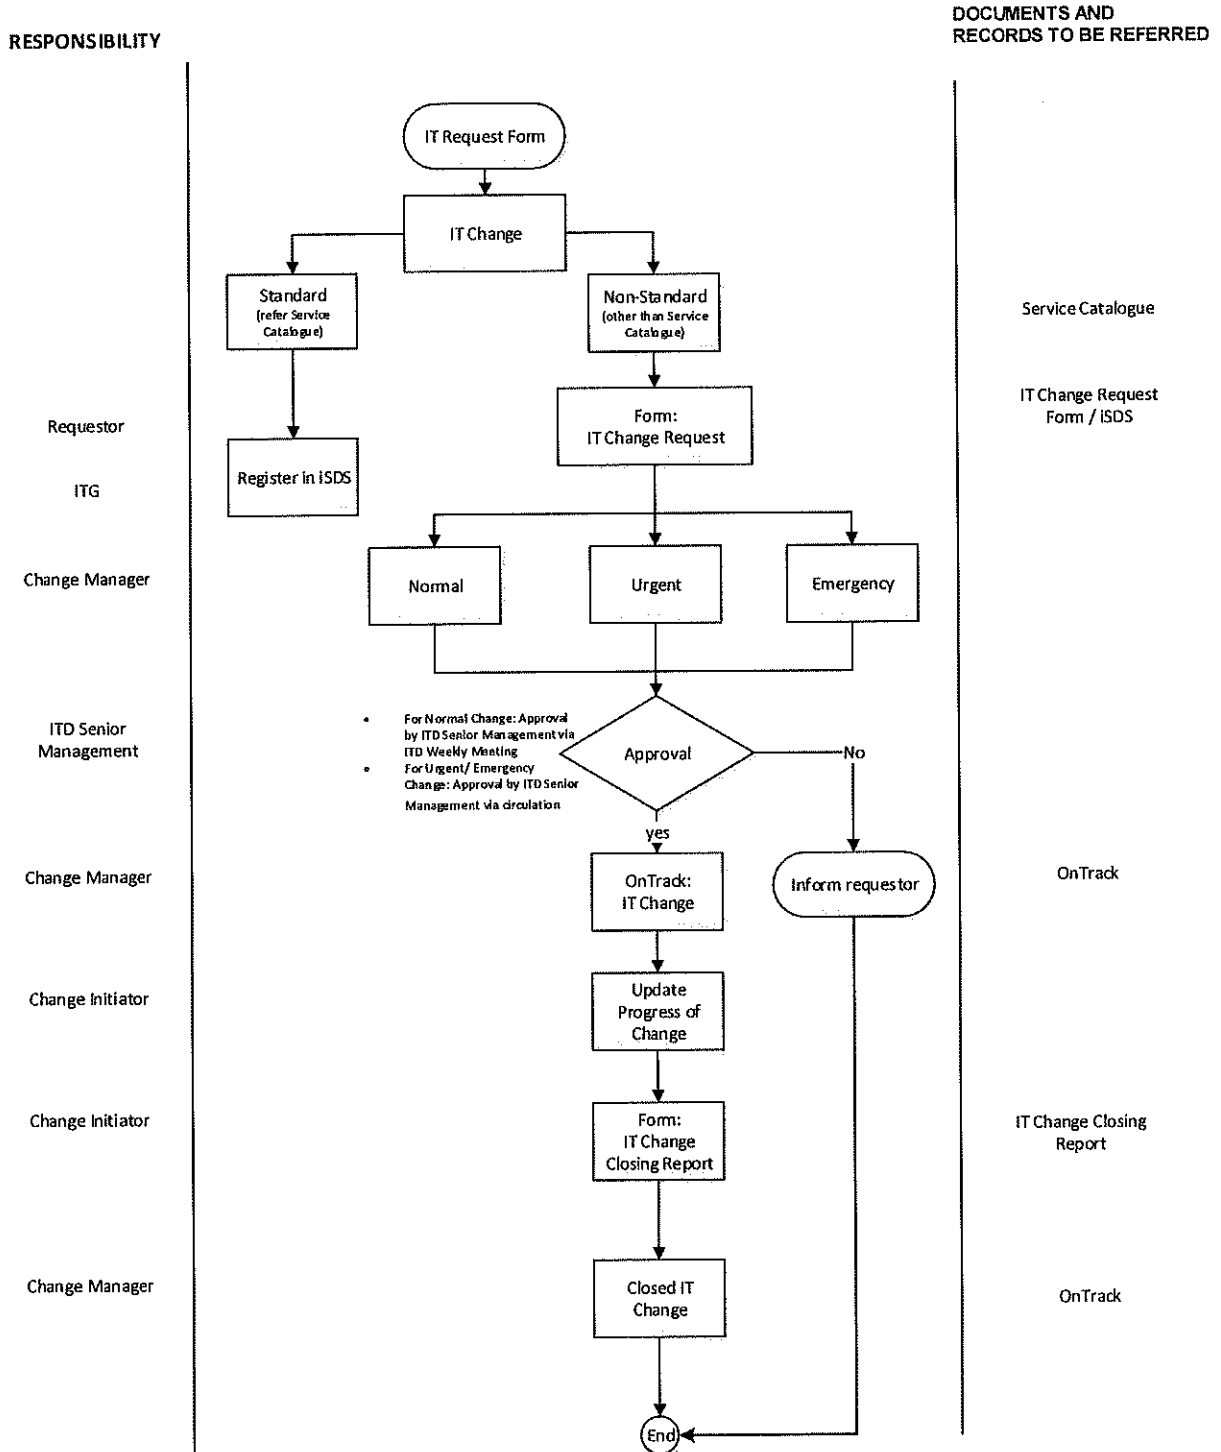 RESPONSIBILITY
DOCUMENTS AND
RECORDS TO BE REFERRED
IT Request Form
IT Change
Standard
(refer Service
Catalogue)
Non-Standard
(other than Service
Catalogue)
Service Catalogue
Form:
IT Change Request
IT Change Request
Form / iSDS
Requestor
Register in iSDS
ITG
Change Manager
Normal
Urgent
Emergency
ITD Senior
Management
• For Normal Change: Approval
by ITD Senior Management via
ITD Weekly Meeting
• For Urgent/ Emergency
Change: Approval by ITD Senior
Management via circulation
Approval
No
yes
Change Manager
OnTrack:
IT Change
Inform requestor
OnTrack
Change Initiator
Update
Progress of
Change
Change Initiator
Form:
IT Change
Closing Report
IT Change Closing
Report
Change Manager
Closed IT
Change
OnTrack
End